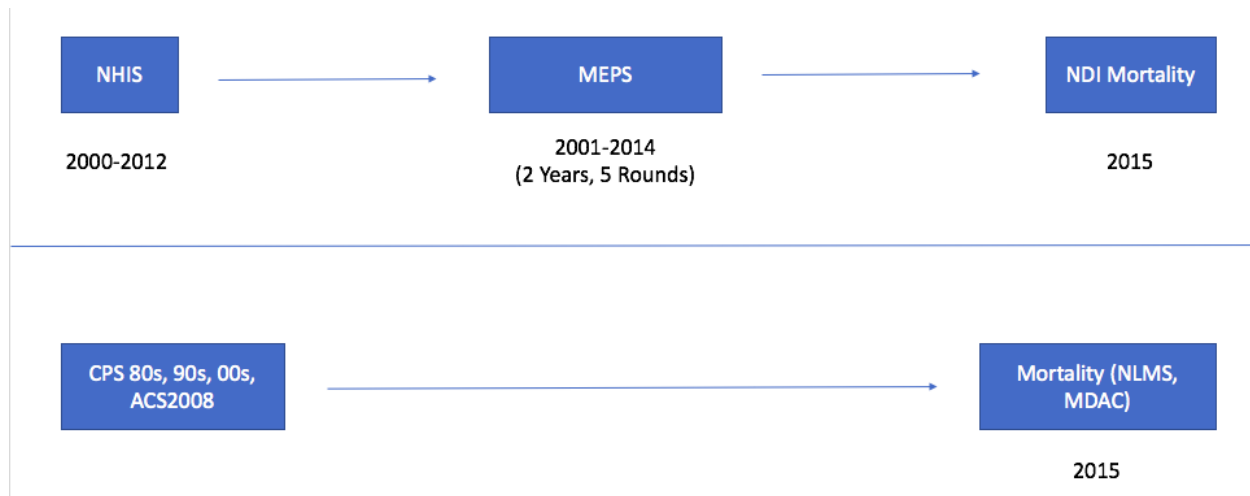 NHIS
MEPS
NDI Mortality
2000-2012
2001-2014
(2 Years, 5 Rounds)
2015
CPS 80s, 90s, 00s,
ACS2008
Mortality (NLMS,
MDAC)
2015